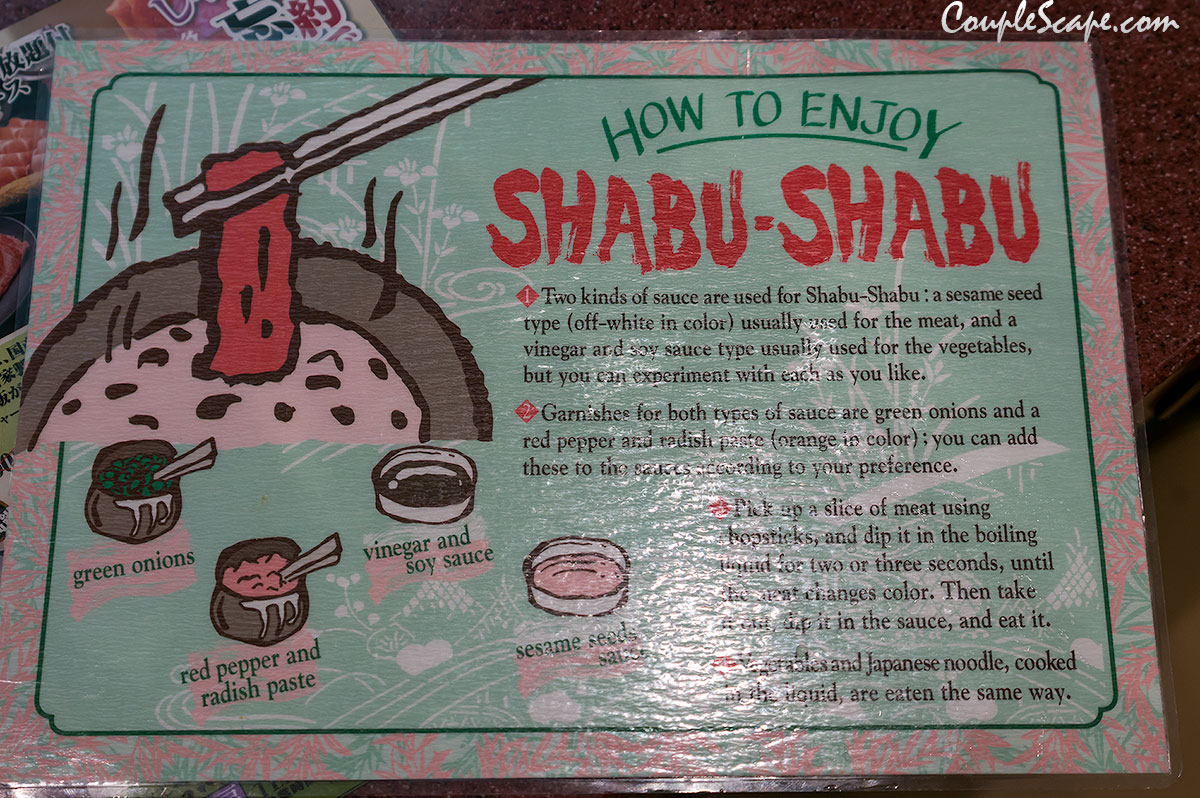 CoupleScape.com
HOW TO ENJOY
SHABU-SHABU
1 Two kinds of sauce are used for Shabu-Shabu: a sesame seed
type (off-white in color) usually used for the meat, and a
vinegar and soy sauce type usually used for the vegetables,
but you can experiment with each as you like.
2 Garnishes for both types of sauce are green onions and a
red pepper and radish paste (orange in color); you can add
these to the sauces according to your preference.
Pick up a slice of meat using
hopsticks, and dip it in the boiling
liquid for two or three seconds, until
the meat changes color. Then take
it out, dip it in the sauce, and eat it.
Vegetables and Japanese noodle, cooked
in the liquid, are eaten the same way.
green onions
vinegar and
soy sauce
red pepper and
radish paste
sesame seeds
sauce